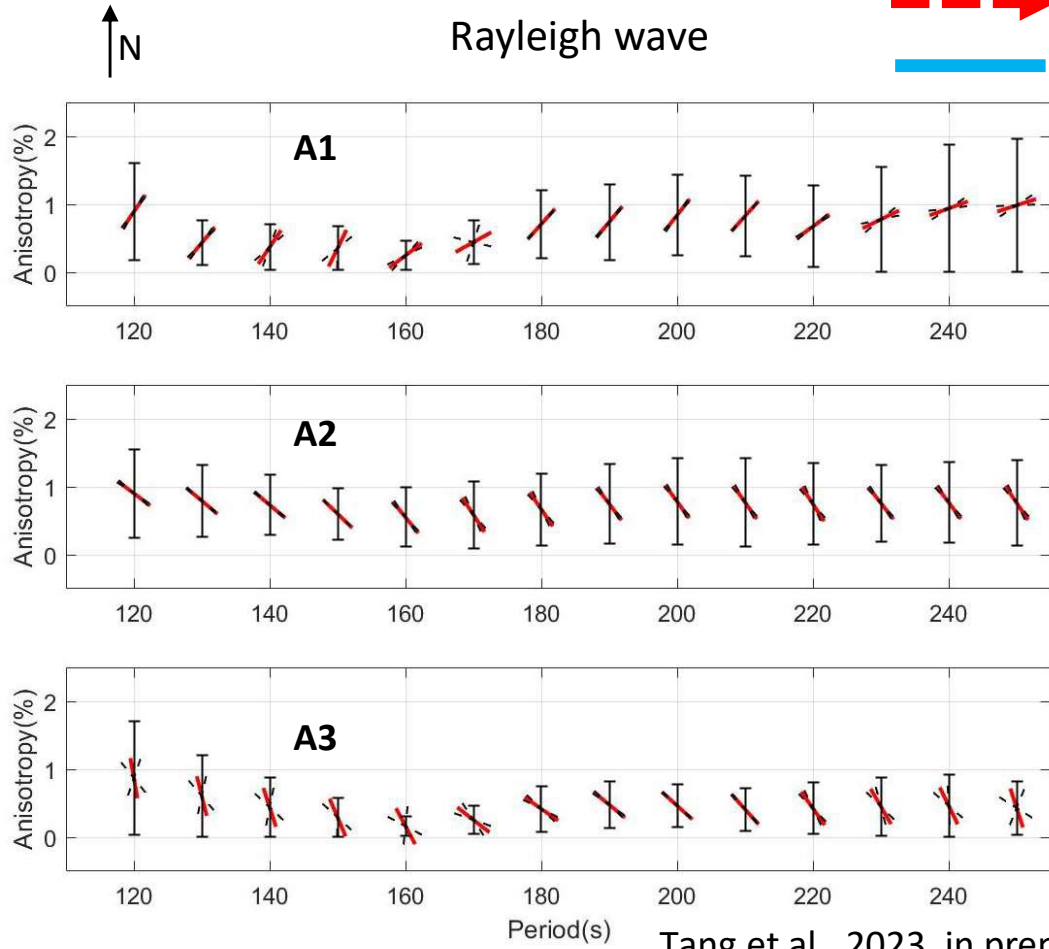 N
Rayleigh wave
Anisotropy(%)
2
1
0
A1
120 140 160 180 200 220 240
Anisotropy(%)
2
1
0
A2
120 140 160 180 200 220 240
Anisotropy(%)
2
1
0
A3
120 140 160 180 200 220 240
Period(s)
Tang et al., 2023, in prep